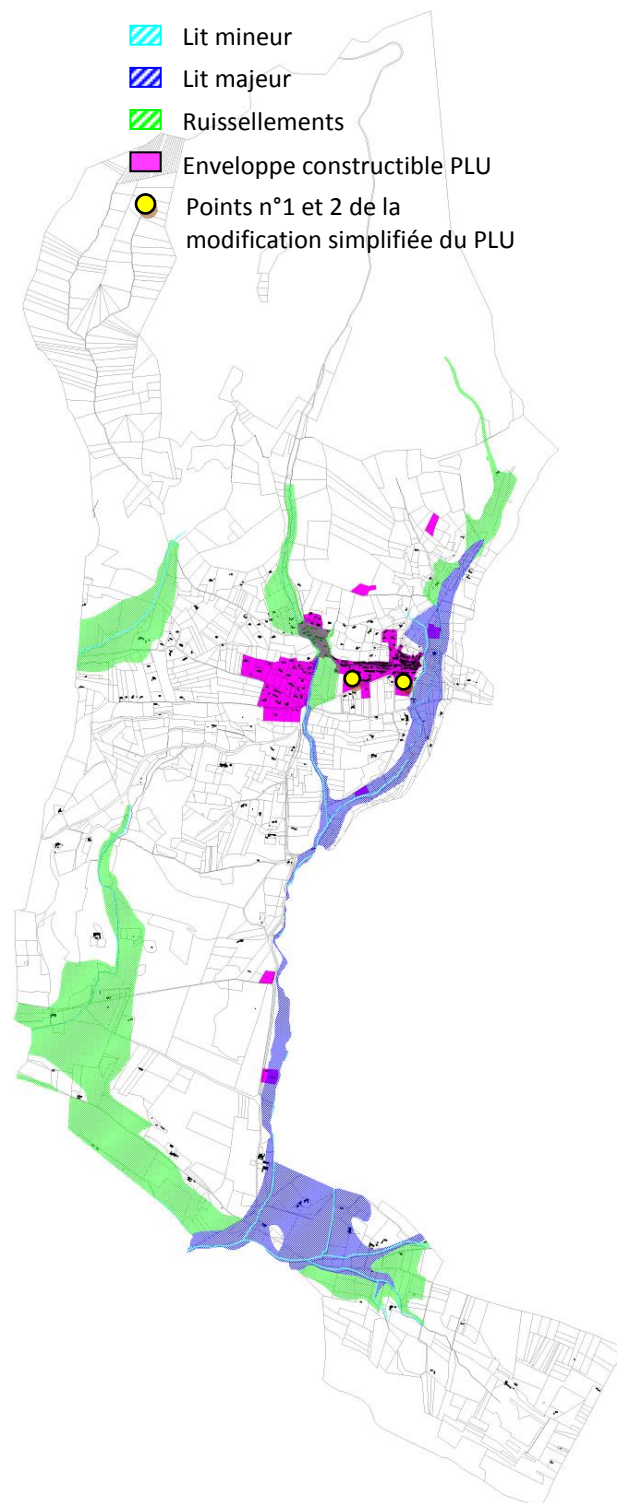 Lit mineur
Lit majeur
Ruissellements
Enveloppe constructible PLU
Points n°1 et 2 de la
modification simplifiée du PLU